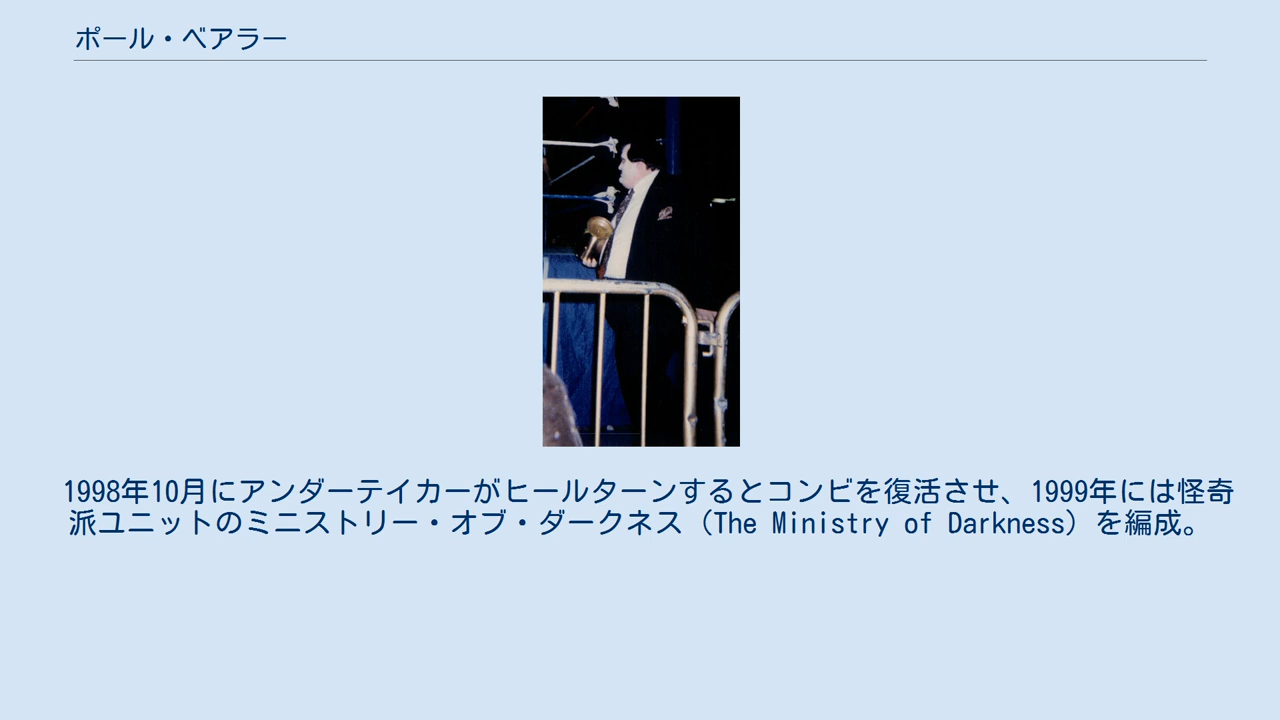 ポール・ベアラー
1998年10月にアンダーテイカーがヒールターンするとコンビを復活させ、1999年には怪奇
派ユニットのミニストリー・オブ・ダークネス（The Ministry of Darkness）を編成。